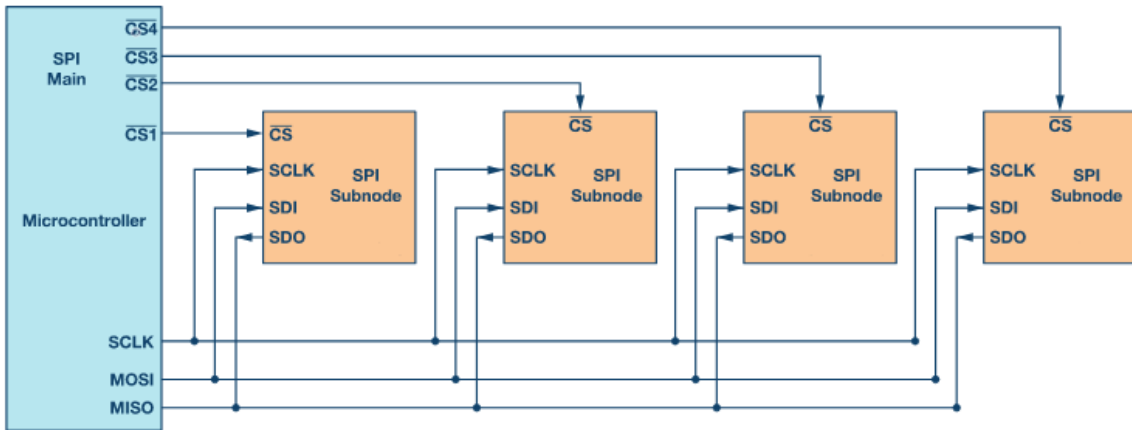 CS4
SPI
Main
CS3
CS2
CS1
Microcontroller
SCLK
MOSI
MISO
CS
SCLK
SPI
Subnode
SDI
SDO
CS
SCLK
SPI
Subnode
SDI
SDO
CS
SCLK
SPI
Subnode
SDI
SDO
CS
SCLK
SPI
Subnode
SDI
SDO